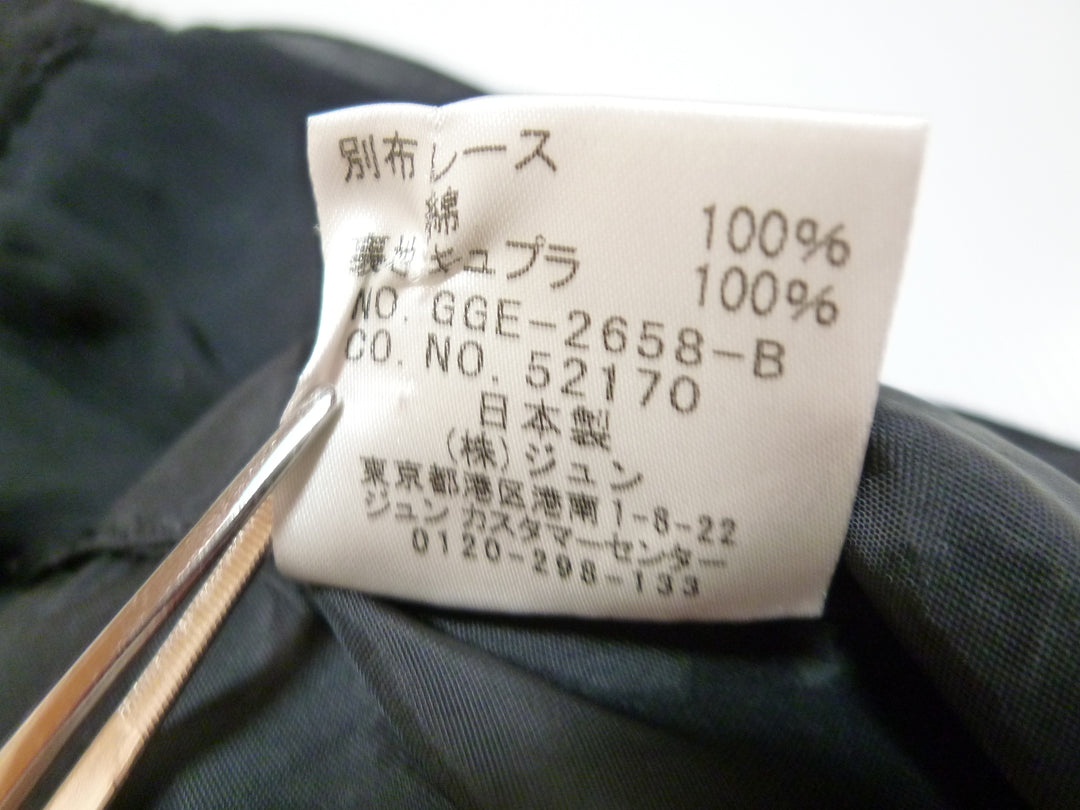 別布レース
綿 100%
裏地キュプラ 100%
NO. GGE-2658-B
CO. NO. 52170
日本製
(株)ジュン
東京都港区港南1-8-22
ジュンカスタマーセンター
0120-298-133